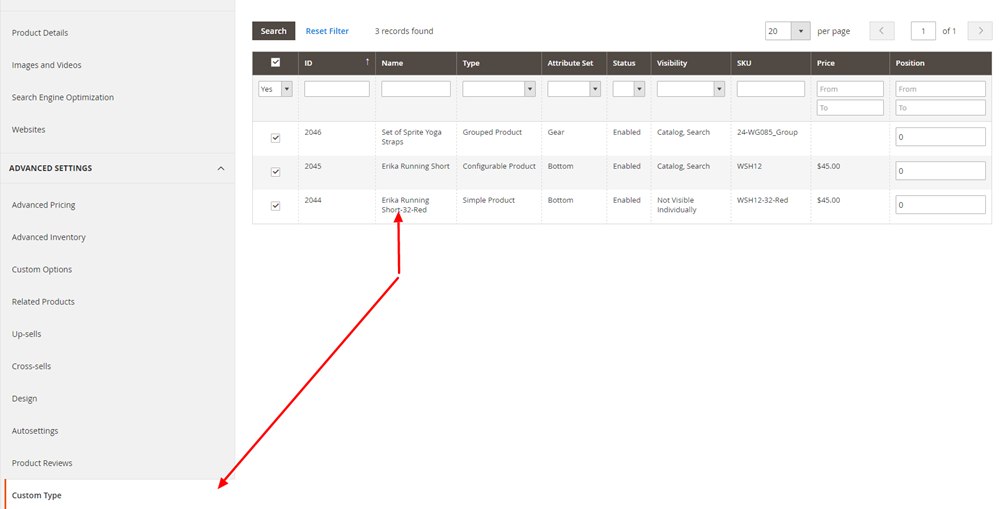 Product Details
Images and Videos
Search Engine Optimization
Websites
ADVANCED SETTINGS
Advanced Pricing
Advanced Inventory
Custom Options
Related Products
Up-sells
Cross-sells
Design
Autosettings
Product Reviews
Custom Type
Search Reset Filter 3 records found 20 per page 1 of 1
ID Name Type Attribute Set Status Visibility SKU Price Position
Yes From From
To To
2046 Set of Sprite Yoga Grouped Product Gear Enabled Catalog, Search 24-WG085_Group 0
Straps
2045 Erika Running Short Configurable Product Bottom Enabled Catalog, Search WSH12 $45.00 0
2044 Erika Running Simple Product Bottom Enabled Not Visible WSH12-32-Red $45.00 0
Short-32-Red Individually